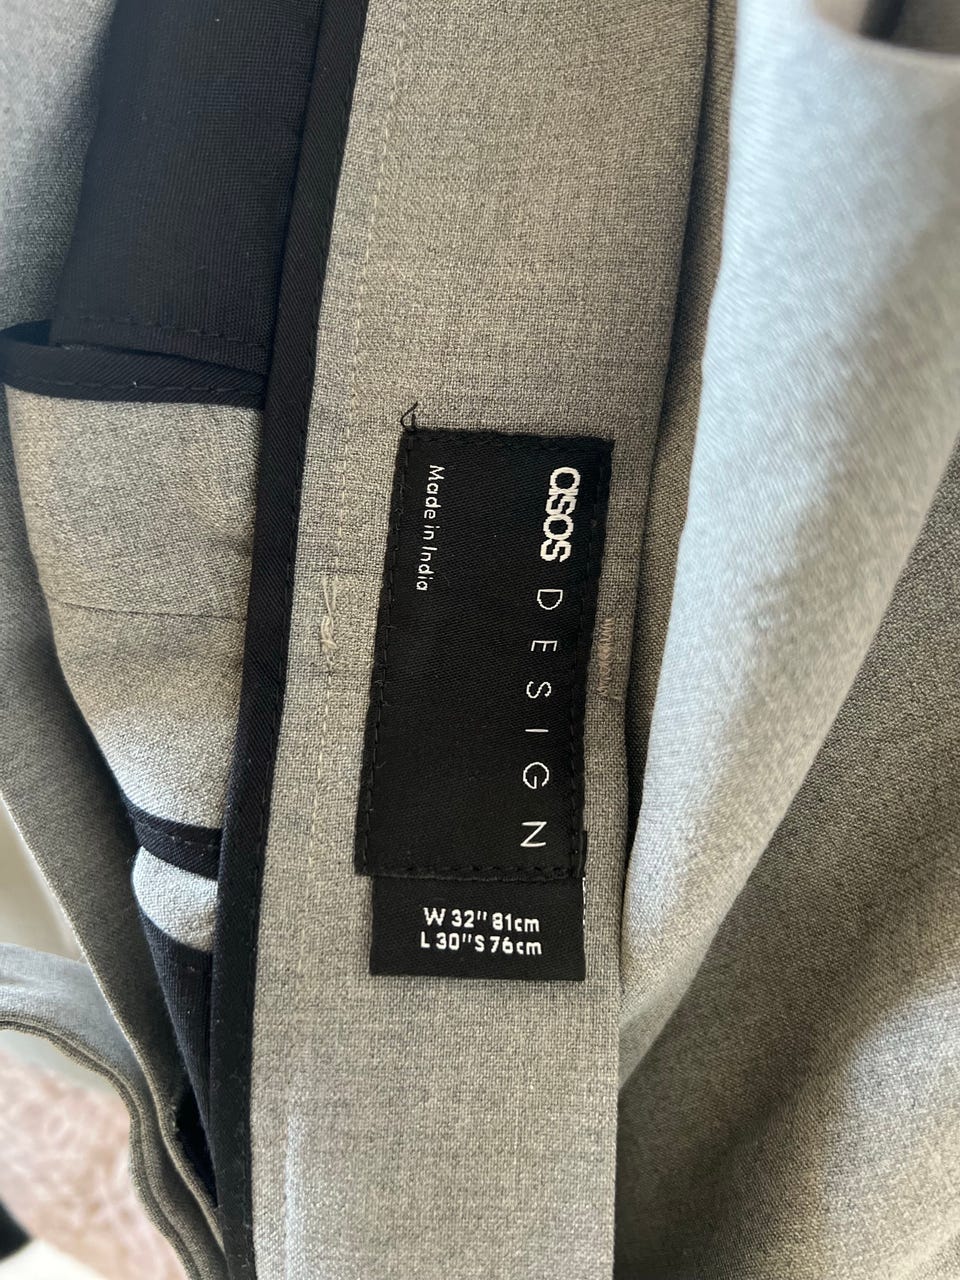 asos DESIGN
Made in India
W 32" 81cm
L 30" S 76cm